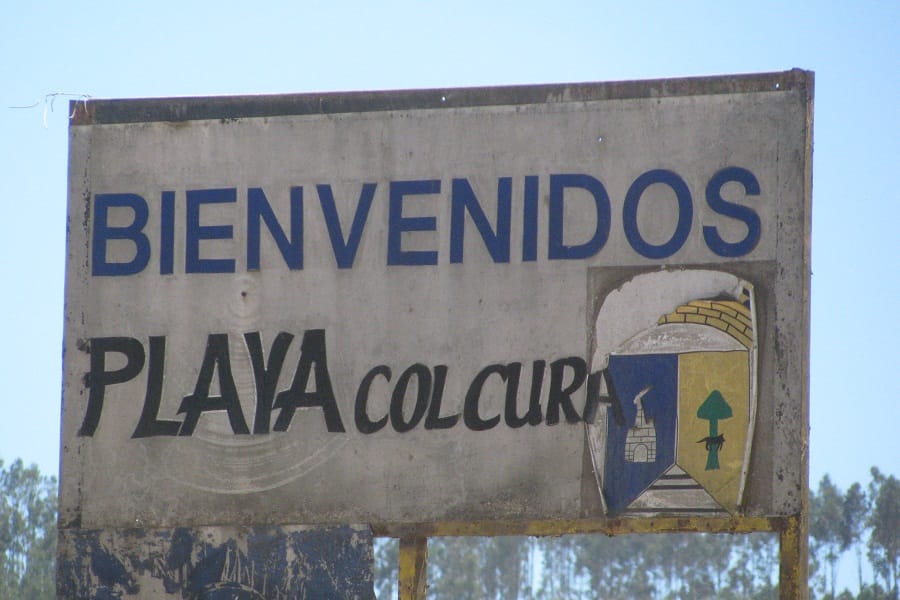 BIENVENIDOS
PLAYA COLCURA